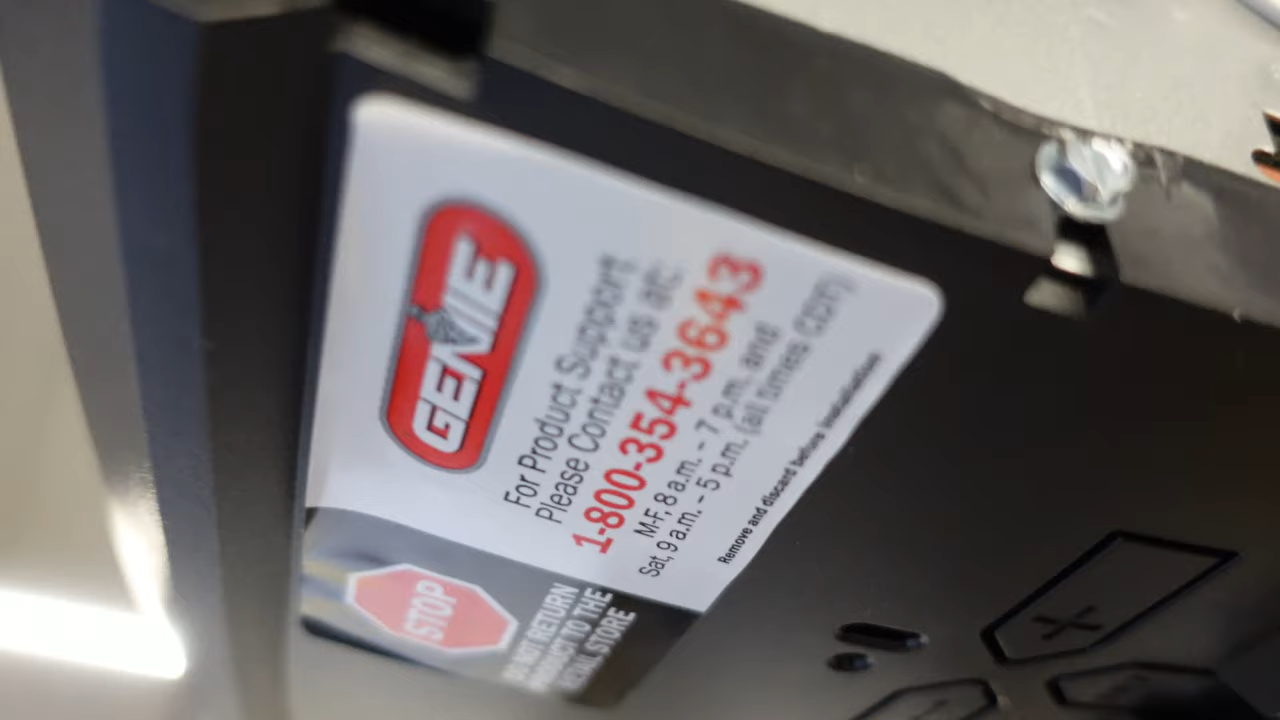 GENIE
For Product Support,
Please Contact us at:
1-800-354-3643
M-F, 8 a.m. - 7 p.m. and
Sat, 9 a.m. - 5 p.m. (all times CDT)
Remove and discard before installation
STOP
DO NOT RETURN
PRODUCT TO THE
STORE